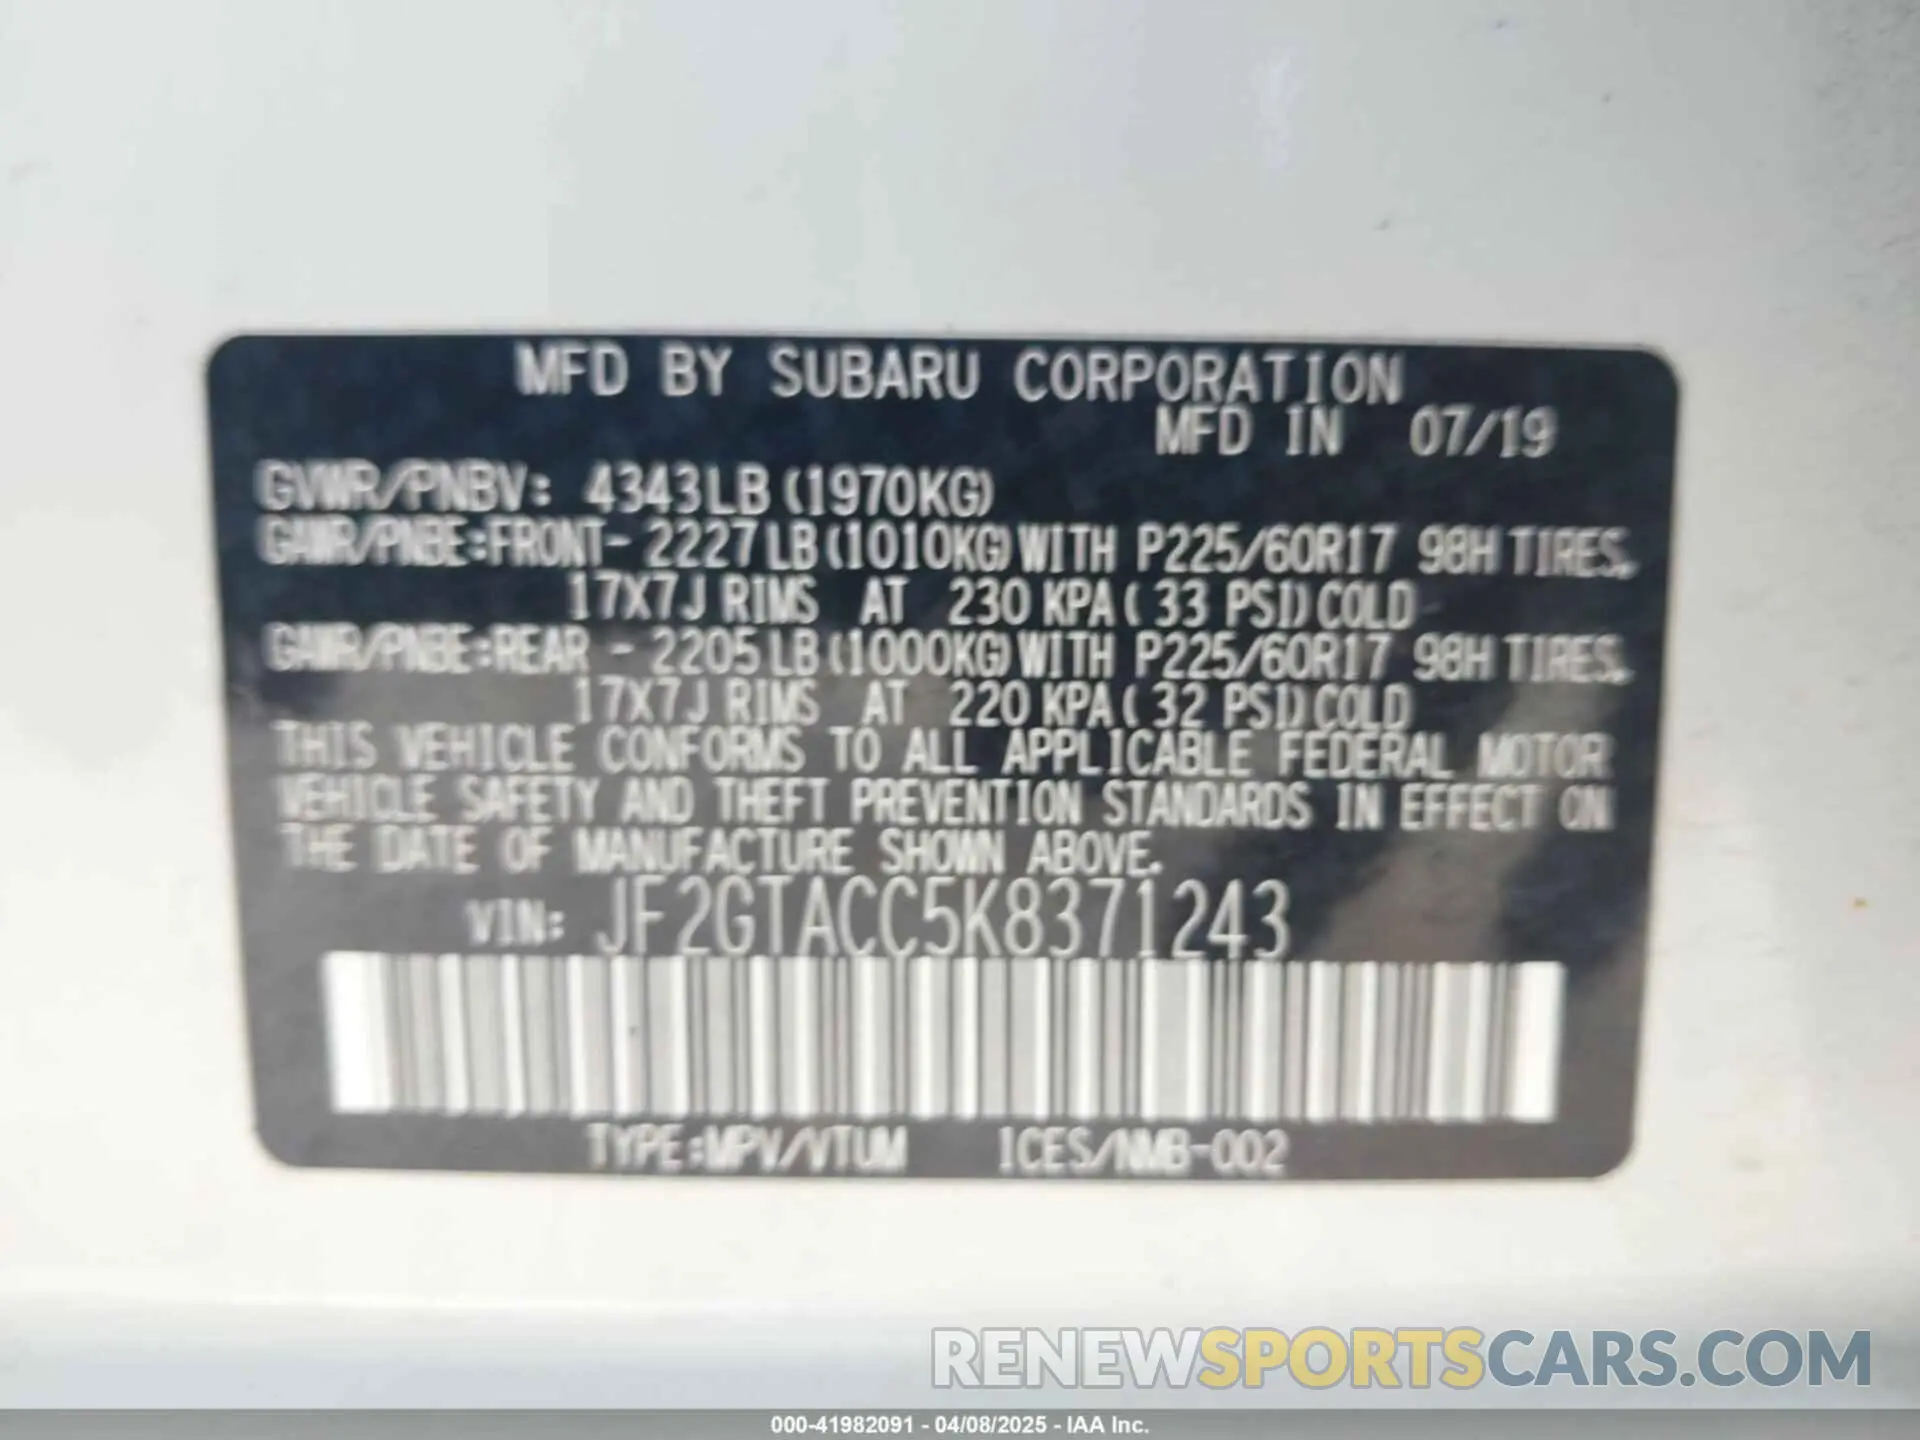 MFD BY SUBARU CORPORATION
MFD IN 07/19
GVWR/PNBV: 4343LB (1970KG)
GAWR/PNBE:FRONT- 2227LB (1010KG) WITH P225/60R17 98H TIRES,
17X7J RIMS AT 230 KPA ( 33 PSI) COLD
GAWR/PNBE:REAR - 2205LB (1000KG) WITH P225/60R17 98H TIRES,
17X7J RIMS AT 220 KPA ( 32 PSI) COLD
THIS VEHICLE CONFORMS TO ALL APPLICABLE FEDERAL MOTOR
VEHICLE SAFETY AND THEFT PREVENTION STANDARDS IN EFFECT ON
THE DATE OF MANUFACTURE SHOWN ABOVE.
VIN: JF2GTACC5K8371243
TYPE:MPV/VTUM ICES/NMB-002
RENEWSPORTSCARS.COM
000-41982091 - 04/08/2025 - IAA Inc.